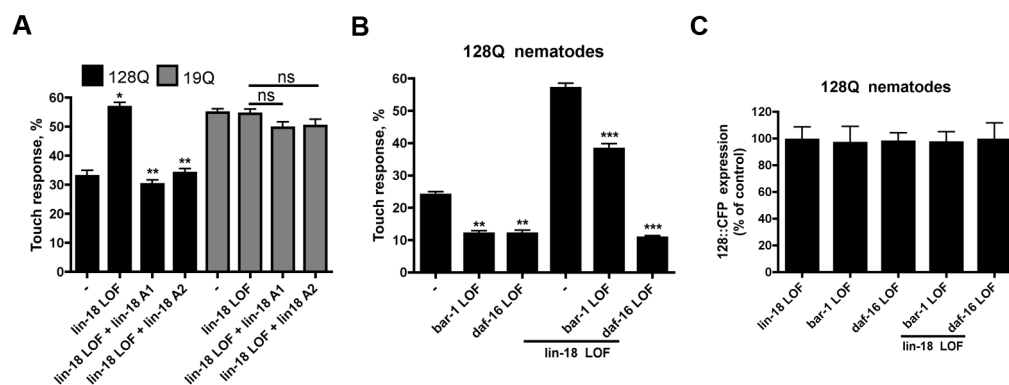 A
128Q 19Q
ns
ns
Touch response, %
60
50
40
30
20
10
0
*
**
**
-
lin-18 LOF
lin-18 LOF + lin-18 A1
lin-18 LOF + lin-18 A2
-
lin-18 LOF
lin-18 LOF + lin-18 A1
lin-18 LOF + lin18 A2
B
128Q nematodes
Touch response, %
60
50
40
30
20
10
0
**
**
***
***
-
bar-1 LOF
daf-16 LOF
-
bar-1 LOF
daf-16 LOF
lin-18 LOF
C
128Q nematodes
128::CFP expression
(% of control)
120
100
80
60
40
20
0
lin-18 LOF
bar-1 LOF
daf-16 LOF
bar-1 LOF
daf-16 LOF
lin-18 LOF